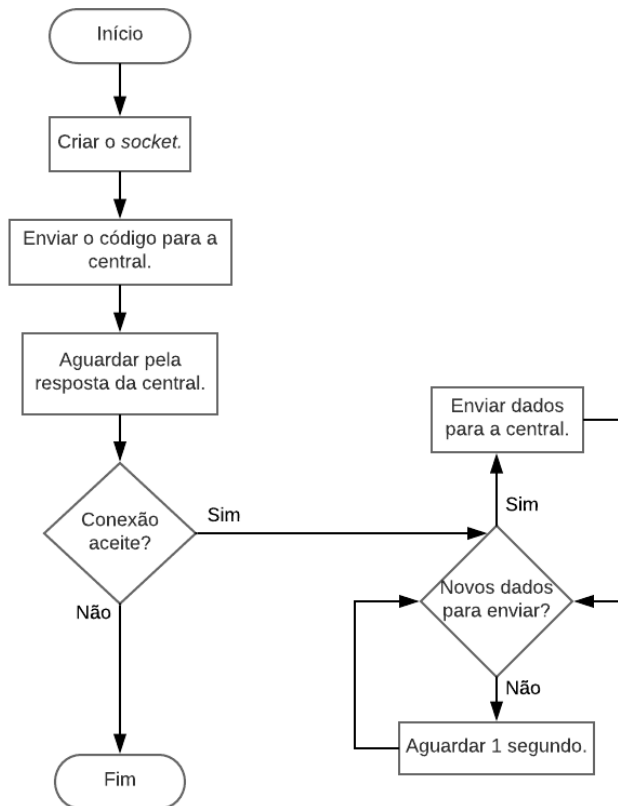 Início
Criar o socket.
Enviar o código para a
central.
Aguardar pela
resposta da central.
Conexão
aceite?
Sim
Não
Fim
Enviar dados
para a central.
Sim
Novos dados
para enviar?
Não
Aguardar 1 segundo.